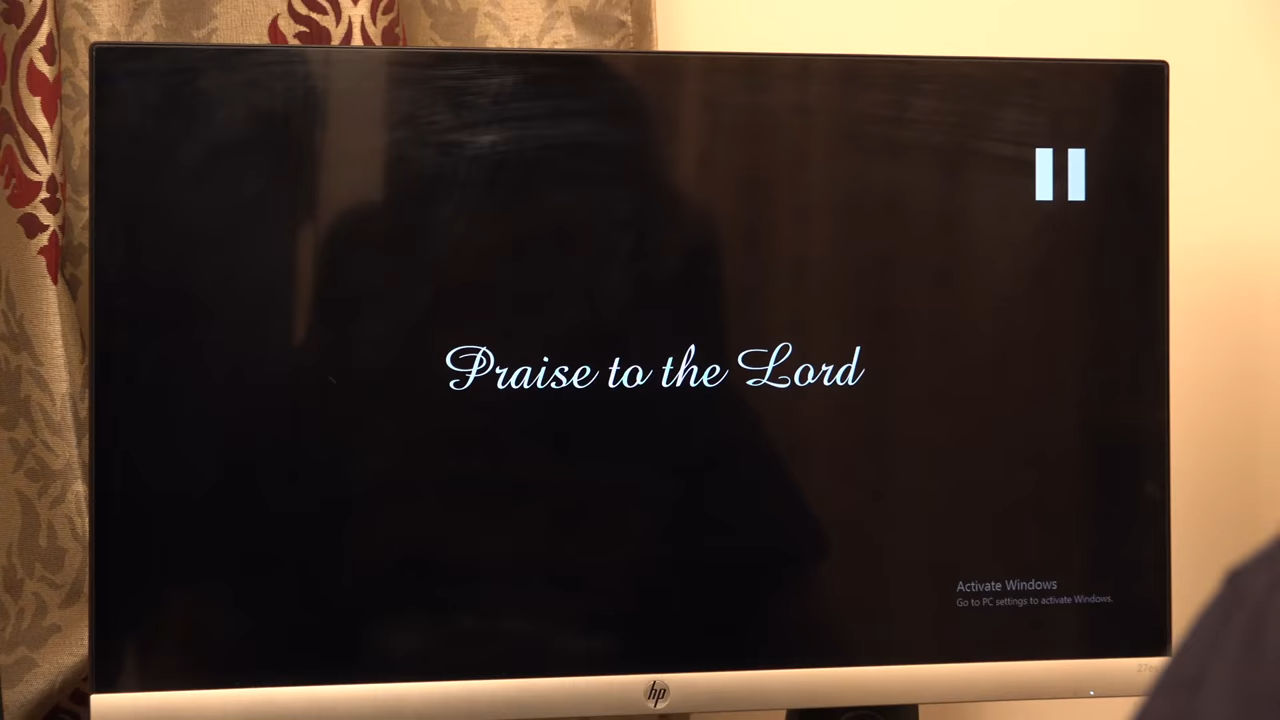 Praise to the Lord
Activate Windows
Go to PC settings to activate Windows.
hp